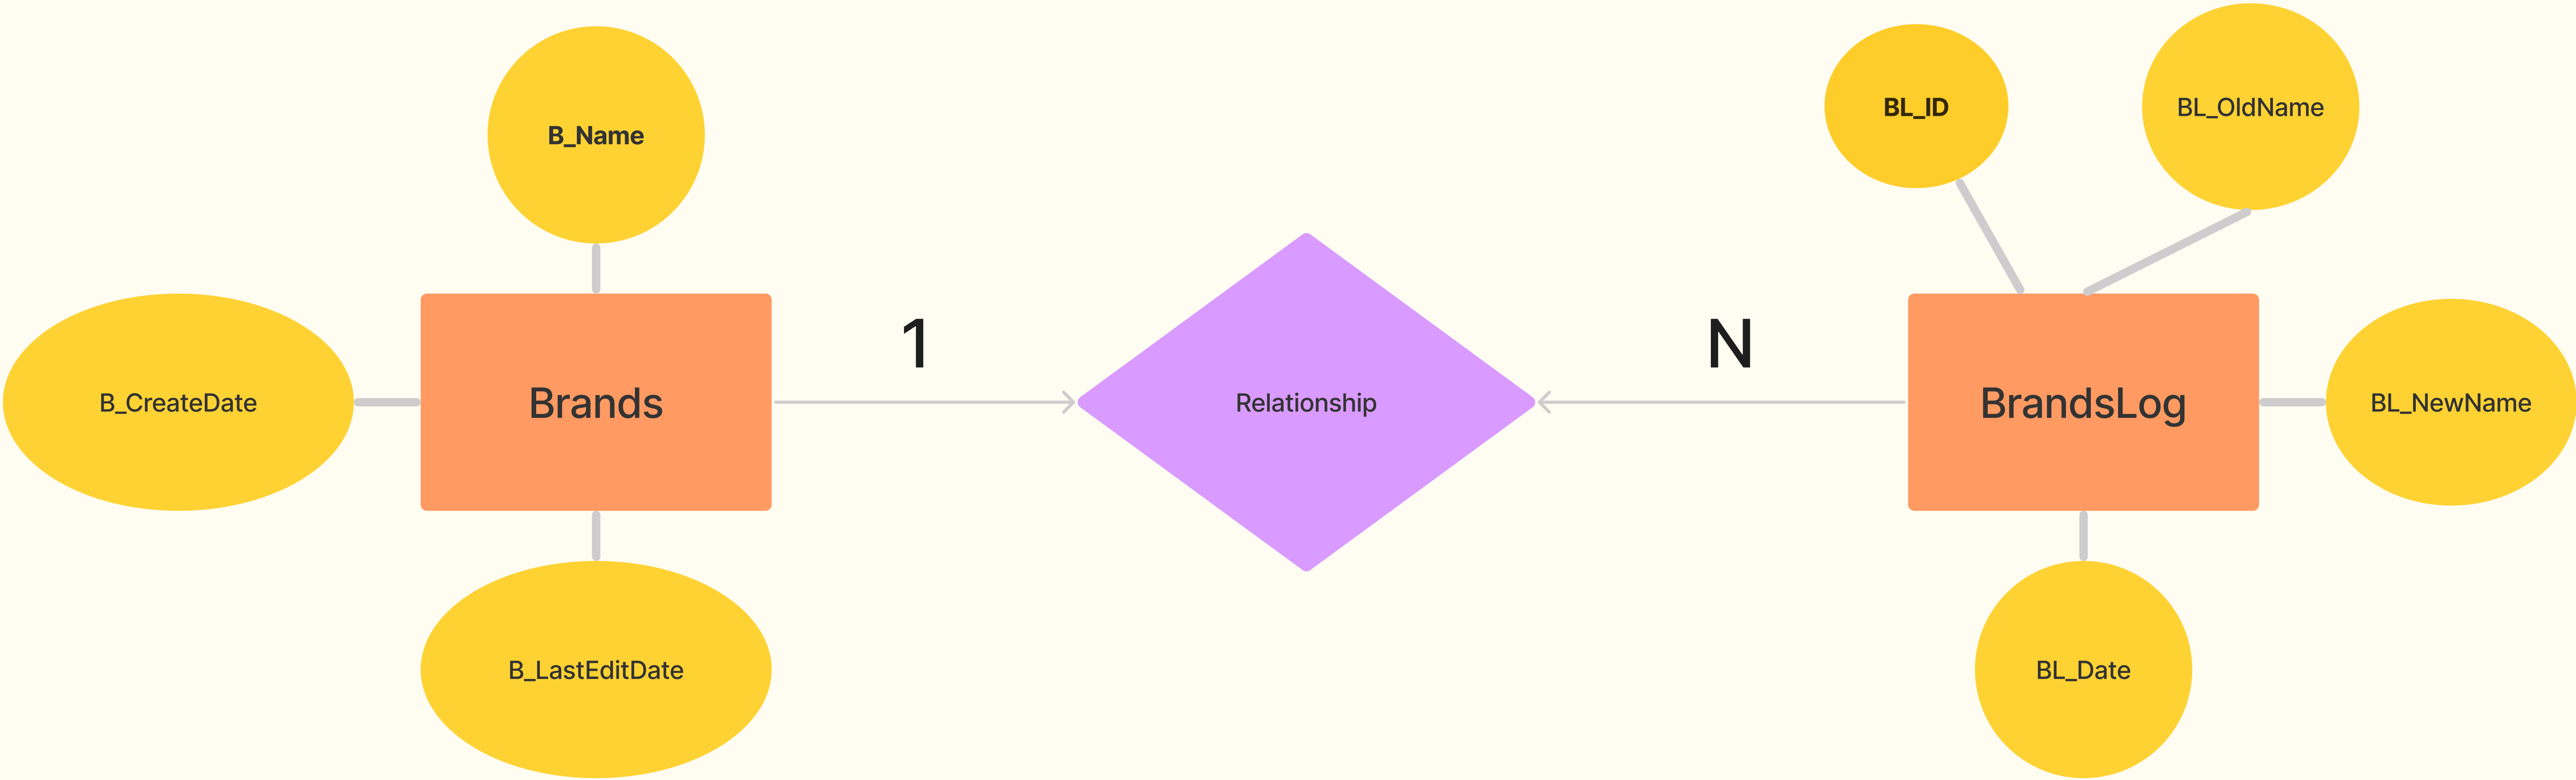 B_Name
BL_ID
BL_OldName
B_CreateDate
Brands
1
Relationship
N
BrandsLog
BL_NewName
B_LastEditDate
BL_Date